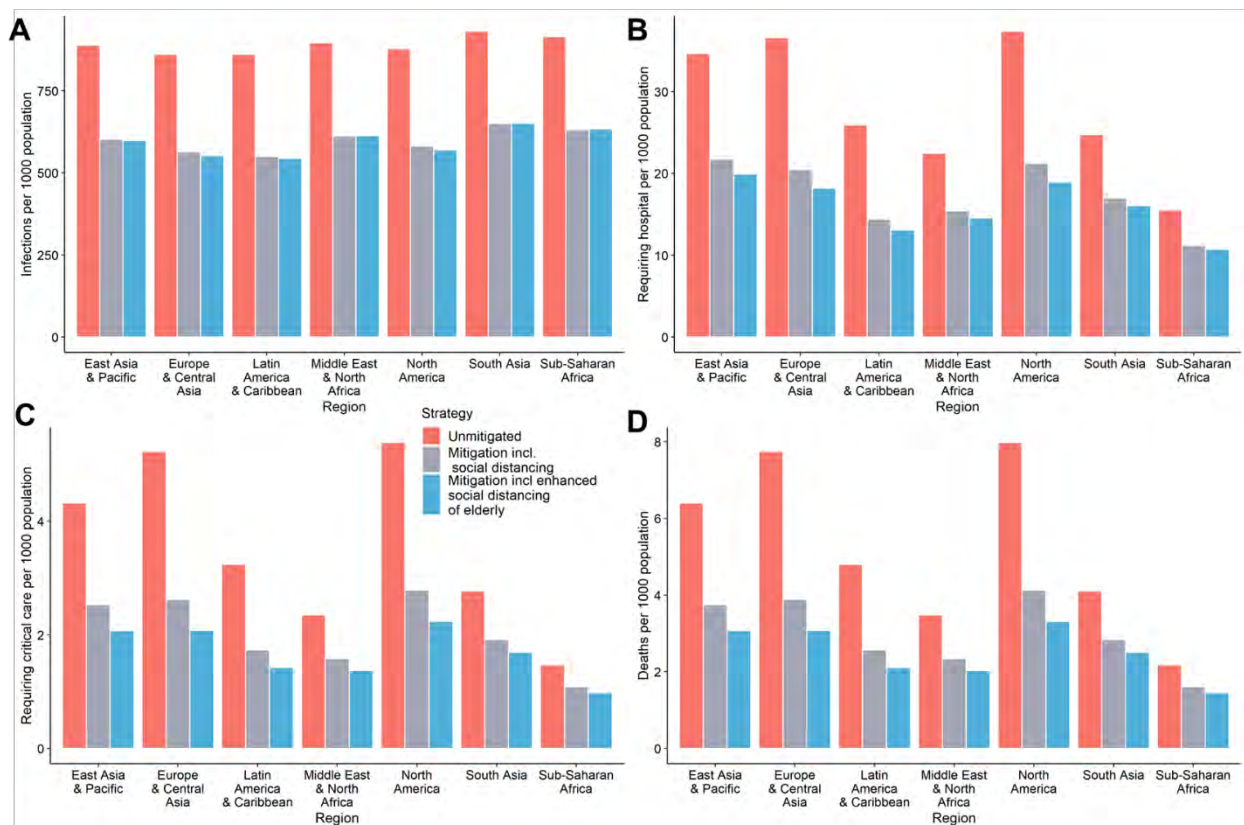 A
Infections per 1000 population
750
500
250
0
East Asia
& Pacific
Europe
& Central
Asia
Latin
America
& Caribbean
Middle East
& North
Africa
North
America
South Asia
Sub-Saharan
Africa
Region
B
Requiring hospital per 1000 population
30
20
10
0
East Asia
& Pacific
Europe
& Central
Asia
Latin
America
& Caribbean
Middle East
& North
Africa
North
America
South Asia
Sub-Saharan
Africa
Region
C
Requiring critical care per 1000 population
4
2
0
Strategy
Unmitigated
Mitigation incl.
social distancing
Mitigation incl enhanced
social distancing
of elderly
East Asia
& Pacific
Europe
& Central
Asia
Latin
America
& Caribbean
Middle East
& North
Africa
North
America
South Asia
Sub-Saharan
Africa
Region
D
Deaths per 1000 population
8
6
4
2
0
East Asia
& Pacific
Europe
& Central
Asia
Latin
America
& Caribbean
Middle East
& North
Africa
North
America
South Asia
Sub-Saharan
Africa
Region